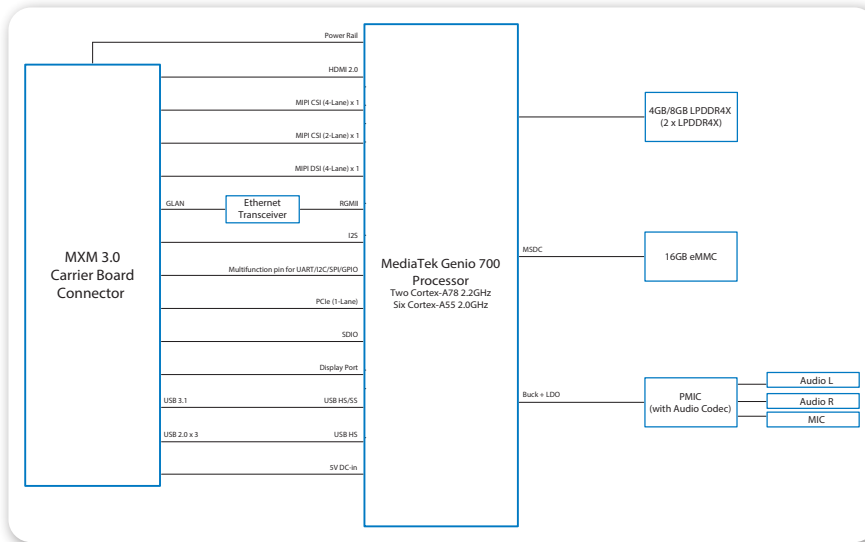 Power Rail
HDMI 2.0
MIPI CSI (4-Lane) x 1
MIPI CSI (2-Lane) x 1
MIPI DSI (4-Lane) x 1
GLAN
Ethernet
Transceiver
RGMII
I2S
Multifunction pin for UART/I2C/SPI/GPIO
PCIe (1-Lane)
SDIO
Display Port
USB 3.1
USB HS/SS
USB 2.0 x 3
USB HS
5V DC-in
MXM 3.0
Carrier Board
Connector
MediaTek Genio 700
Processor
Two Cortex-A78 2.2GHz
Six Cortex-A55 2.0GHz
4GB/8GB LPDDR4X
(2 x LPDDR4X)
MSDC
16GB eMMC
Buck + LDO
PMIC
(with Audio Codec)
Audio L
Audio R
MIC